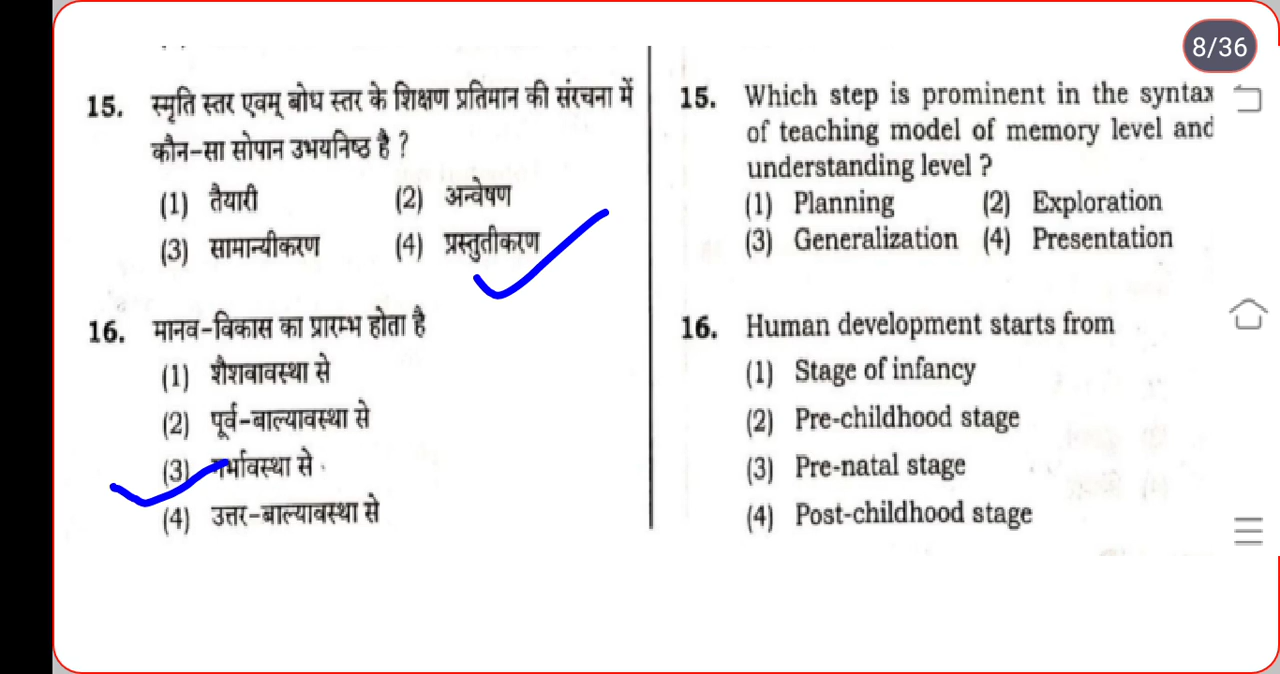 8/36
15. स्मृति स्तर एवम् बोध स्तर के शिक्षण प्रतिमान की संरचना में
कौन-सा सोपान उभयनिष्ठ है ?
(1) तैयारी (2) अन्वेषण
(3) सामान्यीकरण (4) प्रस्तुतीकरण
16. मानव-विकास का प्रारम्भ होता है
(1) शैशवावस्था से
(2) पूर्व-बाल्यावस्था से
(3) गर्भावस्था से
(4) उत्तर-बाल्यावस्था से
15. Which step is prominent in the syntax
of teaching model of memory level and
understanding level ?
(1) Planning (2) Exploration
(3) Generalization (4) Presentation
16. Human development starts from
(1) Stage of infancy
(2) Pre-childhood stage
(3) Pre-natal stage
(4) Post-childhood stage